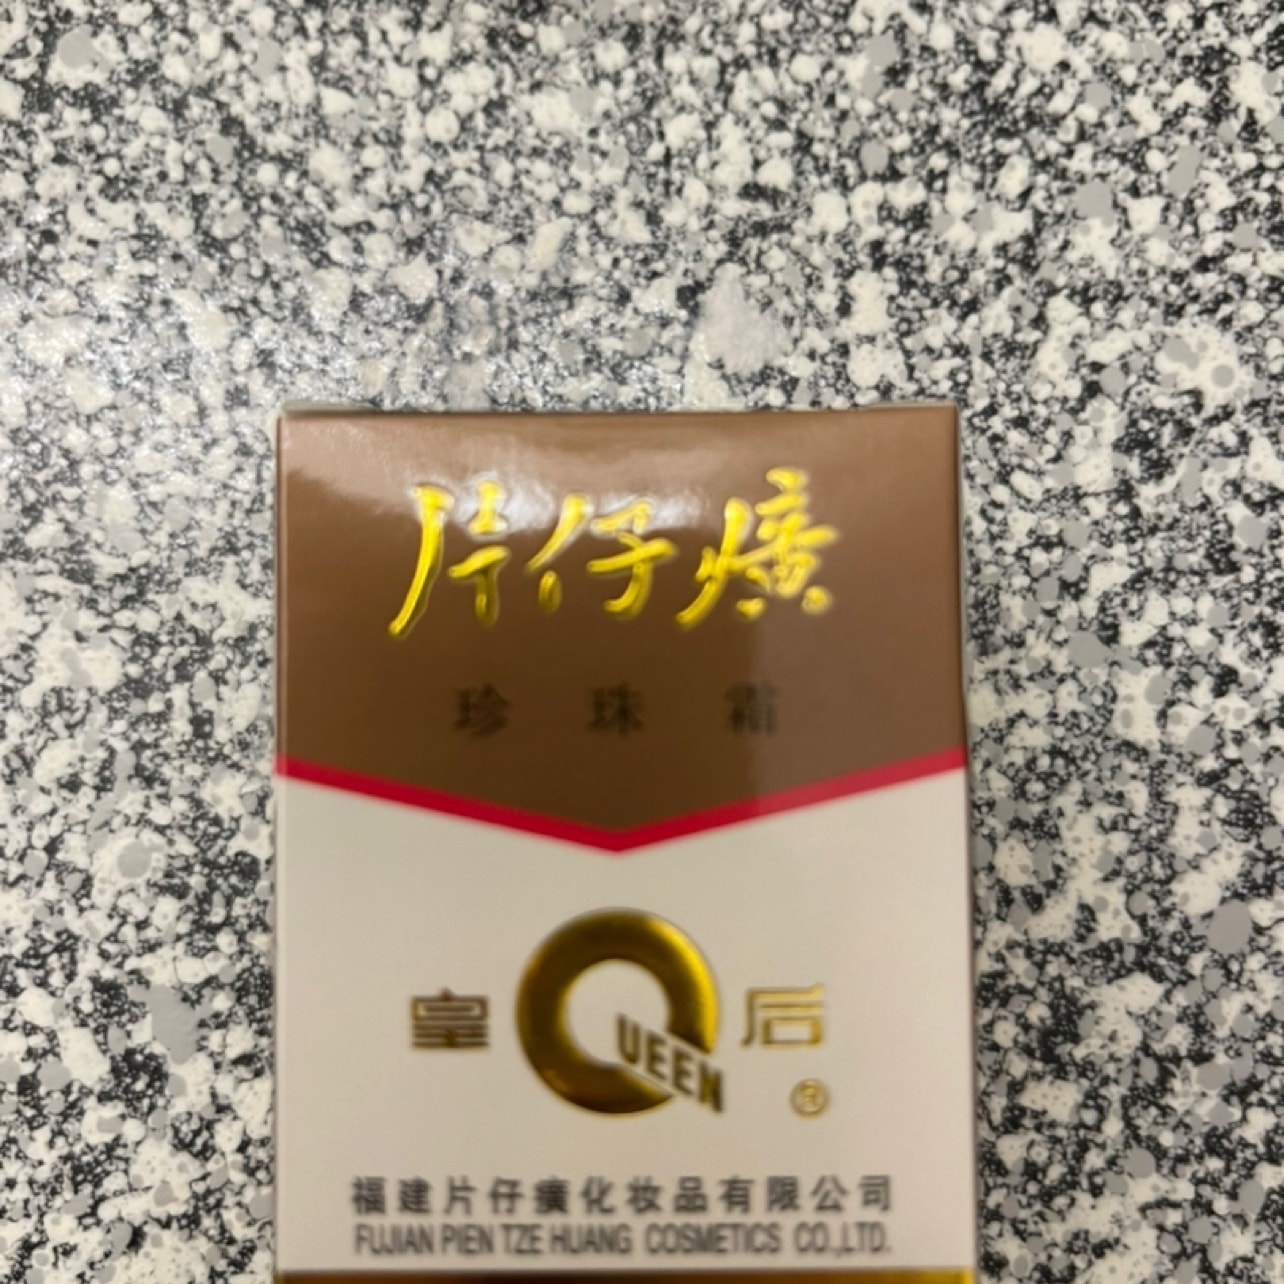 片仔癀
珍珠霜
皇 QUEEN 后
®
福建片仔癀化妆品有限公司
FUJIAN PIEN TZE HUANG COSMETICS CO.,LTD.